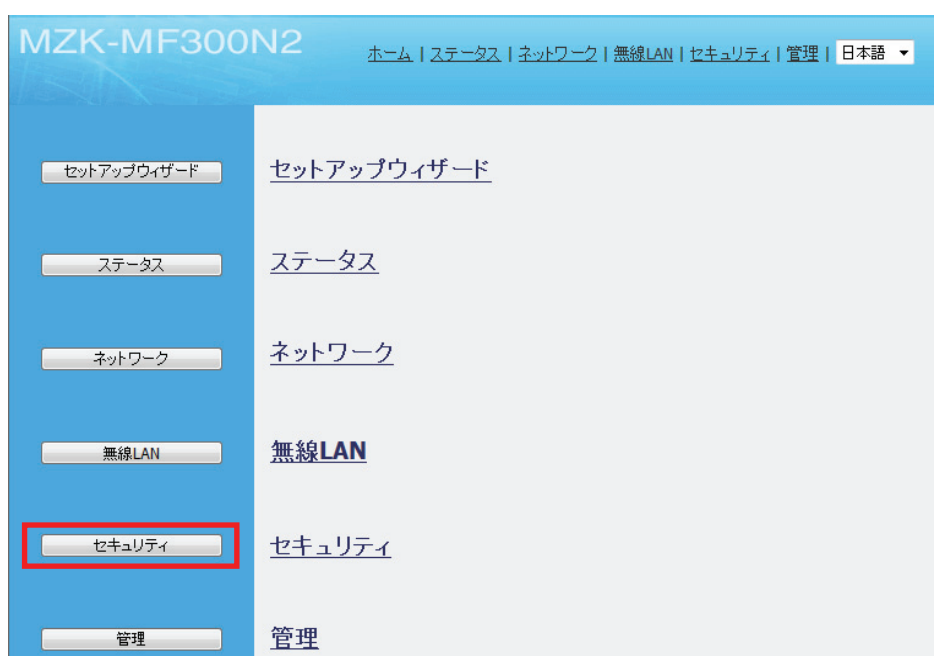 MZK-MF300N2
ホーム | ステータス | ネットワーク | 無線LAN | セキュリティ | 管理 | 日本語
セットアップウィザード セットアップウィザード
ステータス ステータス
ネットワーク ネットワーク
無線LAN 無線LAN
セキュリティ セキュリティ
管理 管理